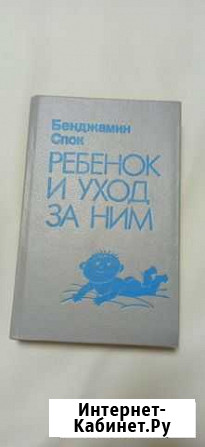 Бенджамин
Спок
РЕБЕНОК
И УХОД
ЗА НИМ
Интернет-
Кабинет.Ру